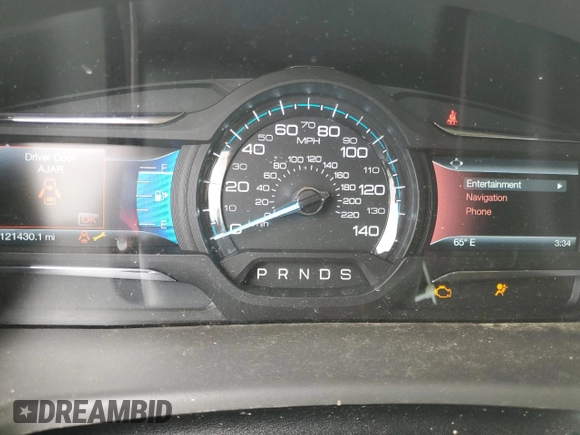 Driver Door
AJAR
OK
121430.1 mi
F
E
0
10
20
30
40
50
60
70
80
90
100
110
120
130
140
MPH
0
20
40
60
80
100
120
140
160
180
200
220
km/h
P R N D S
Entertainment
Navigation
Phone
65° E
3:34
DREAMBID